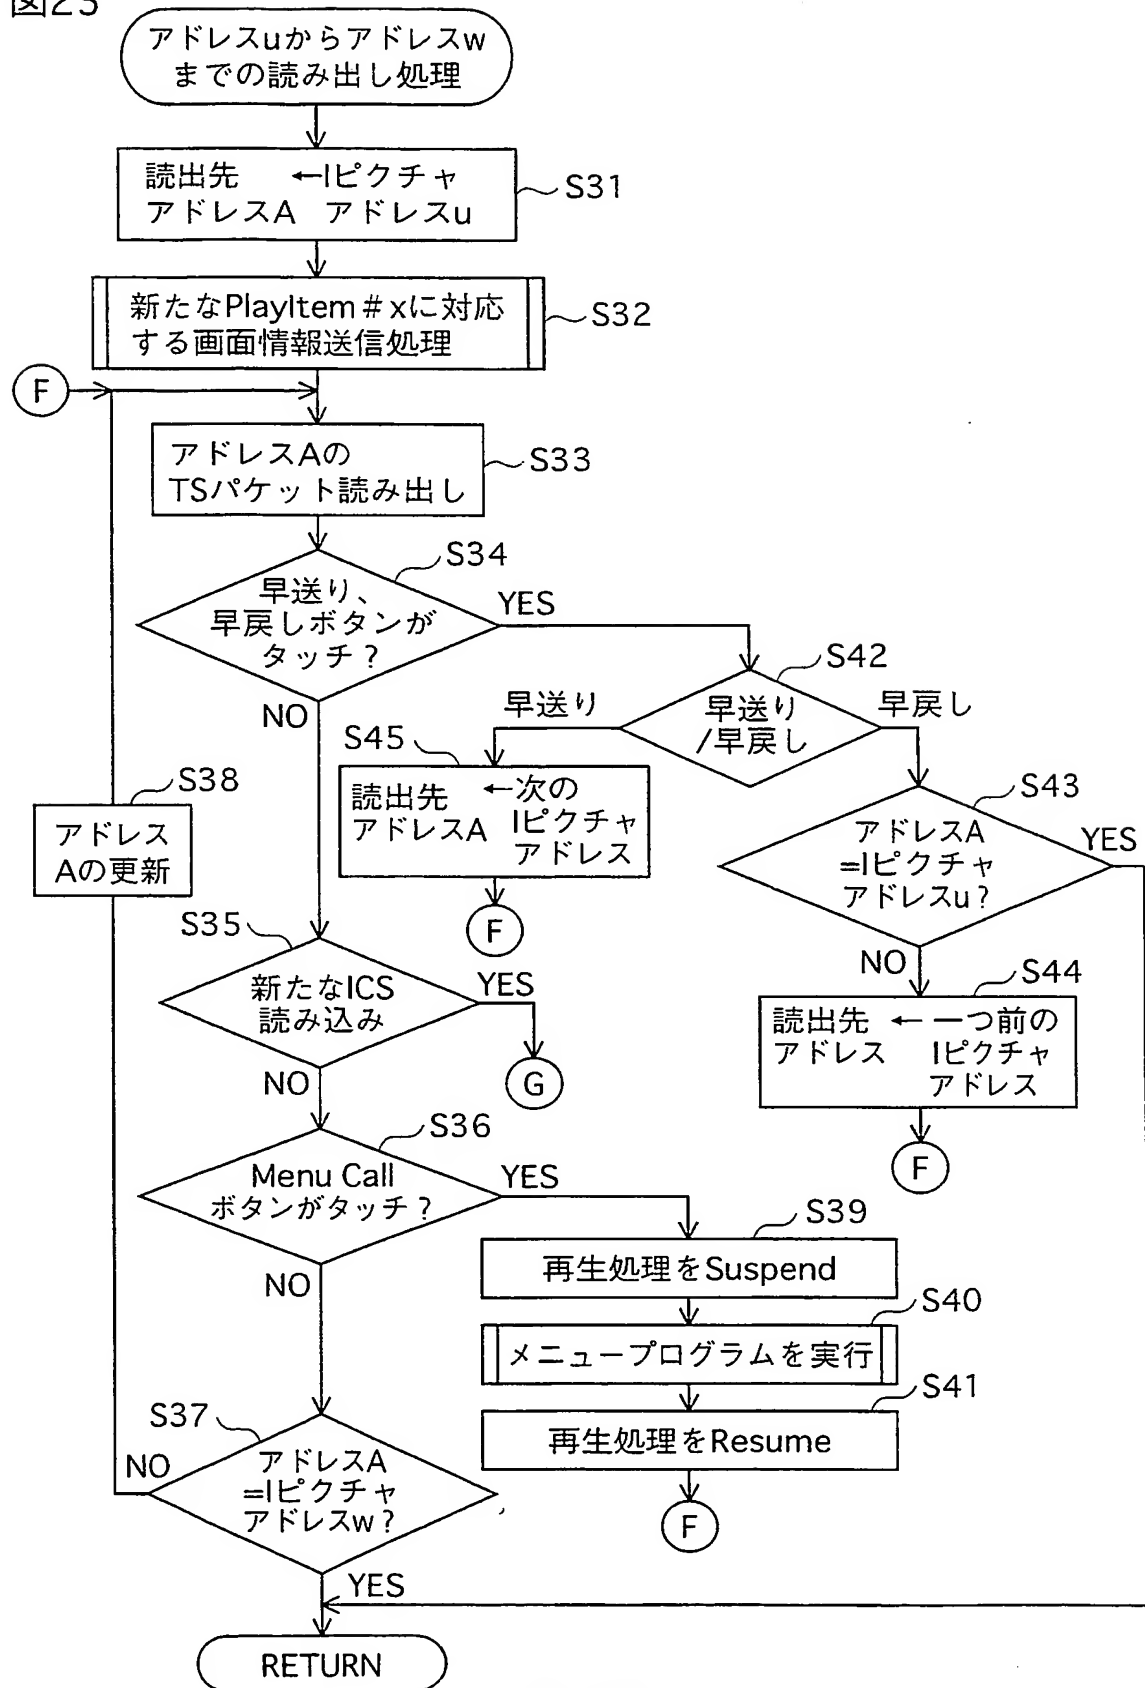 図23
アドレスuからアドレスw
までの読み出し処理
読出先 ←Iピクチャ
アドレスA アドレスu
S31
新たなPlayItem#xに対応
する画面情報送信処理
S32
F
アドレスAの
TSパケット読み出し
S33
早送り、
早戻しボタンが
タッチ?
S34
YES
NO
早送り
/早戻し
S42
早送り
早戻し
S45
読出先 ←次の
アドレスA Iピクチャ
アドレス
F
アドレスA
=Iピクチャ
アドレスu?
S43
YES
NO
S44
読出先 ← 一つ前の
アドレス Iピクチャ
アドレス
F
S38
アドレス
Aの更新
S35
新たなICS
読み込み
YES
G
NO
S36
Menu Call
ボタンがタッチ?
YES
NO
S39
再生処理をSuspend
S40
メニュープログラムを実行
S41
再生処理をResume
F
S37
アドレスA
=Iピクチャ
アドレスw?
NO
YES
RETURN